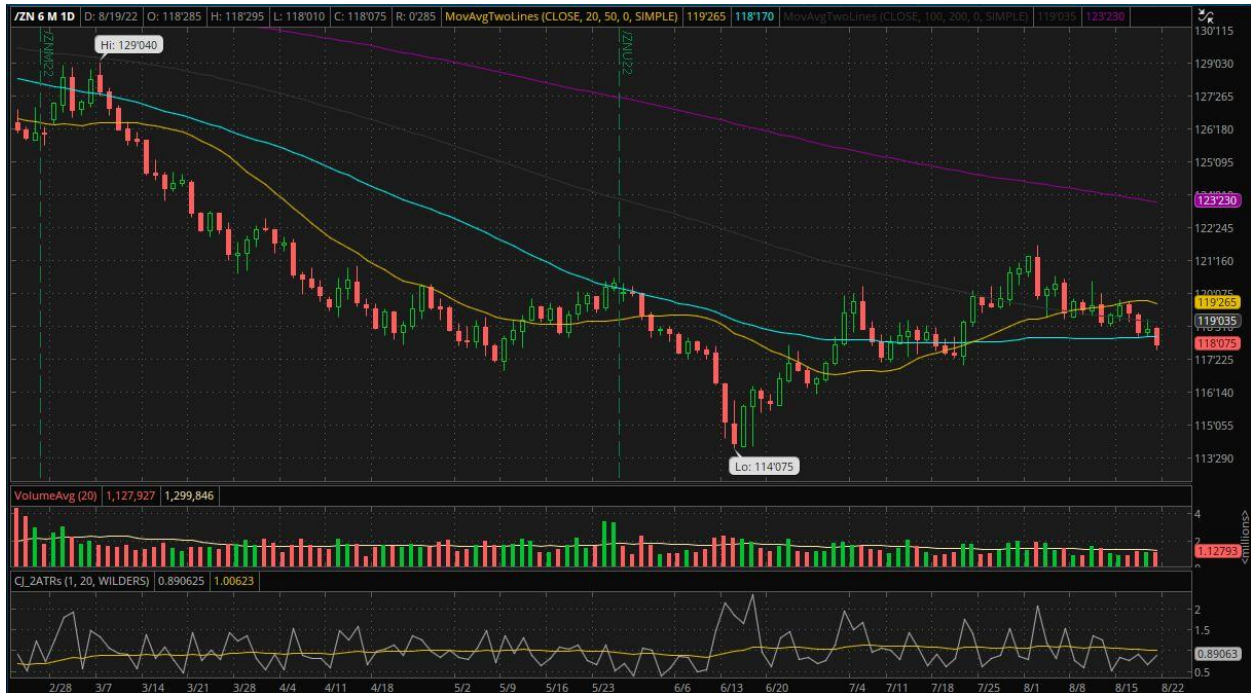 /ZN 6 M 1D D: 8/19/22 O: 118'285 H: 118'295 L: 118'010 C: 118'075 R: 0'285 MovAvgTwoLines (CLOSE, 20, 50, 0, SIMPLE) 119'265 118'170 MovAvgTwoLines (CLOSE, 100, 200, 0, SIMPLE) 119'035 123'230
/ZNM22
/ZNU22
Hi: 129'040
Lo: 114'075
130'115
129'030
127'265
126'180
125'095
123'230
122'245
121'160
120'075
119'265
119'035
118'075
117'225
116'140
115'055
113'290
VolumeAvg (20) 1,127,927 1,299,846
4
2
1.12793
<millions>
CJ_2ATRs (1, 20, WILDERS) 0.890625 1.00623
2
1.5
0.89063
0.5
2/28 3/7 3/14 3/21 3/28 4/4 4/11 4/18 5/2 5/9 5/16 5/23 6/6 6/13 6/20 7/4 7/11 7/18 7/25 8/1 8/8 8/15 8/22